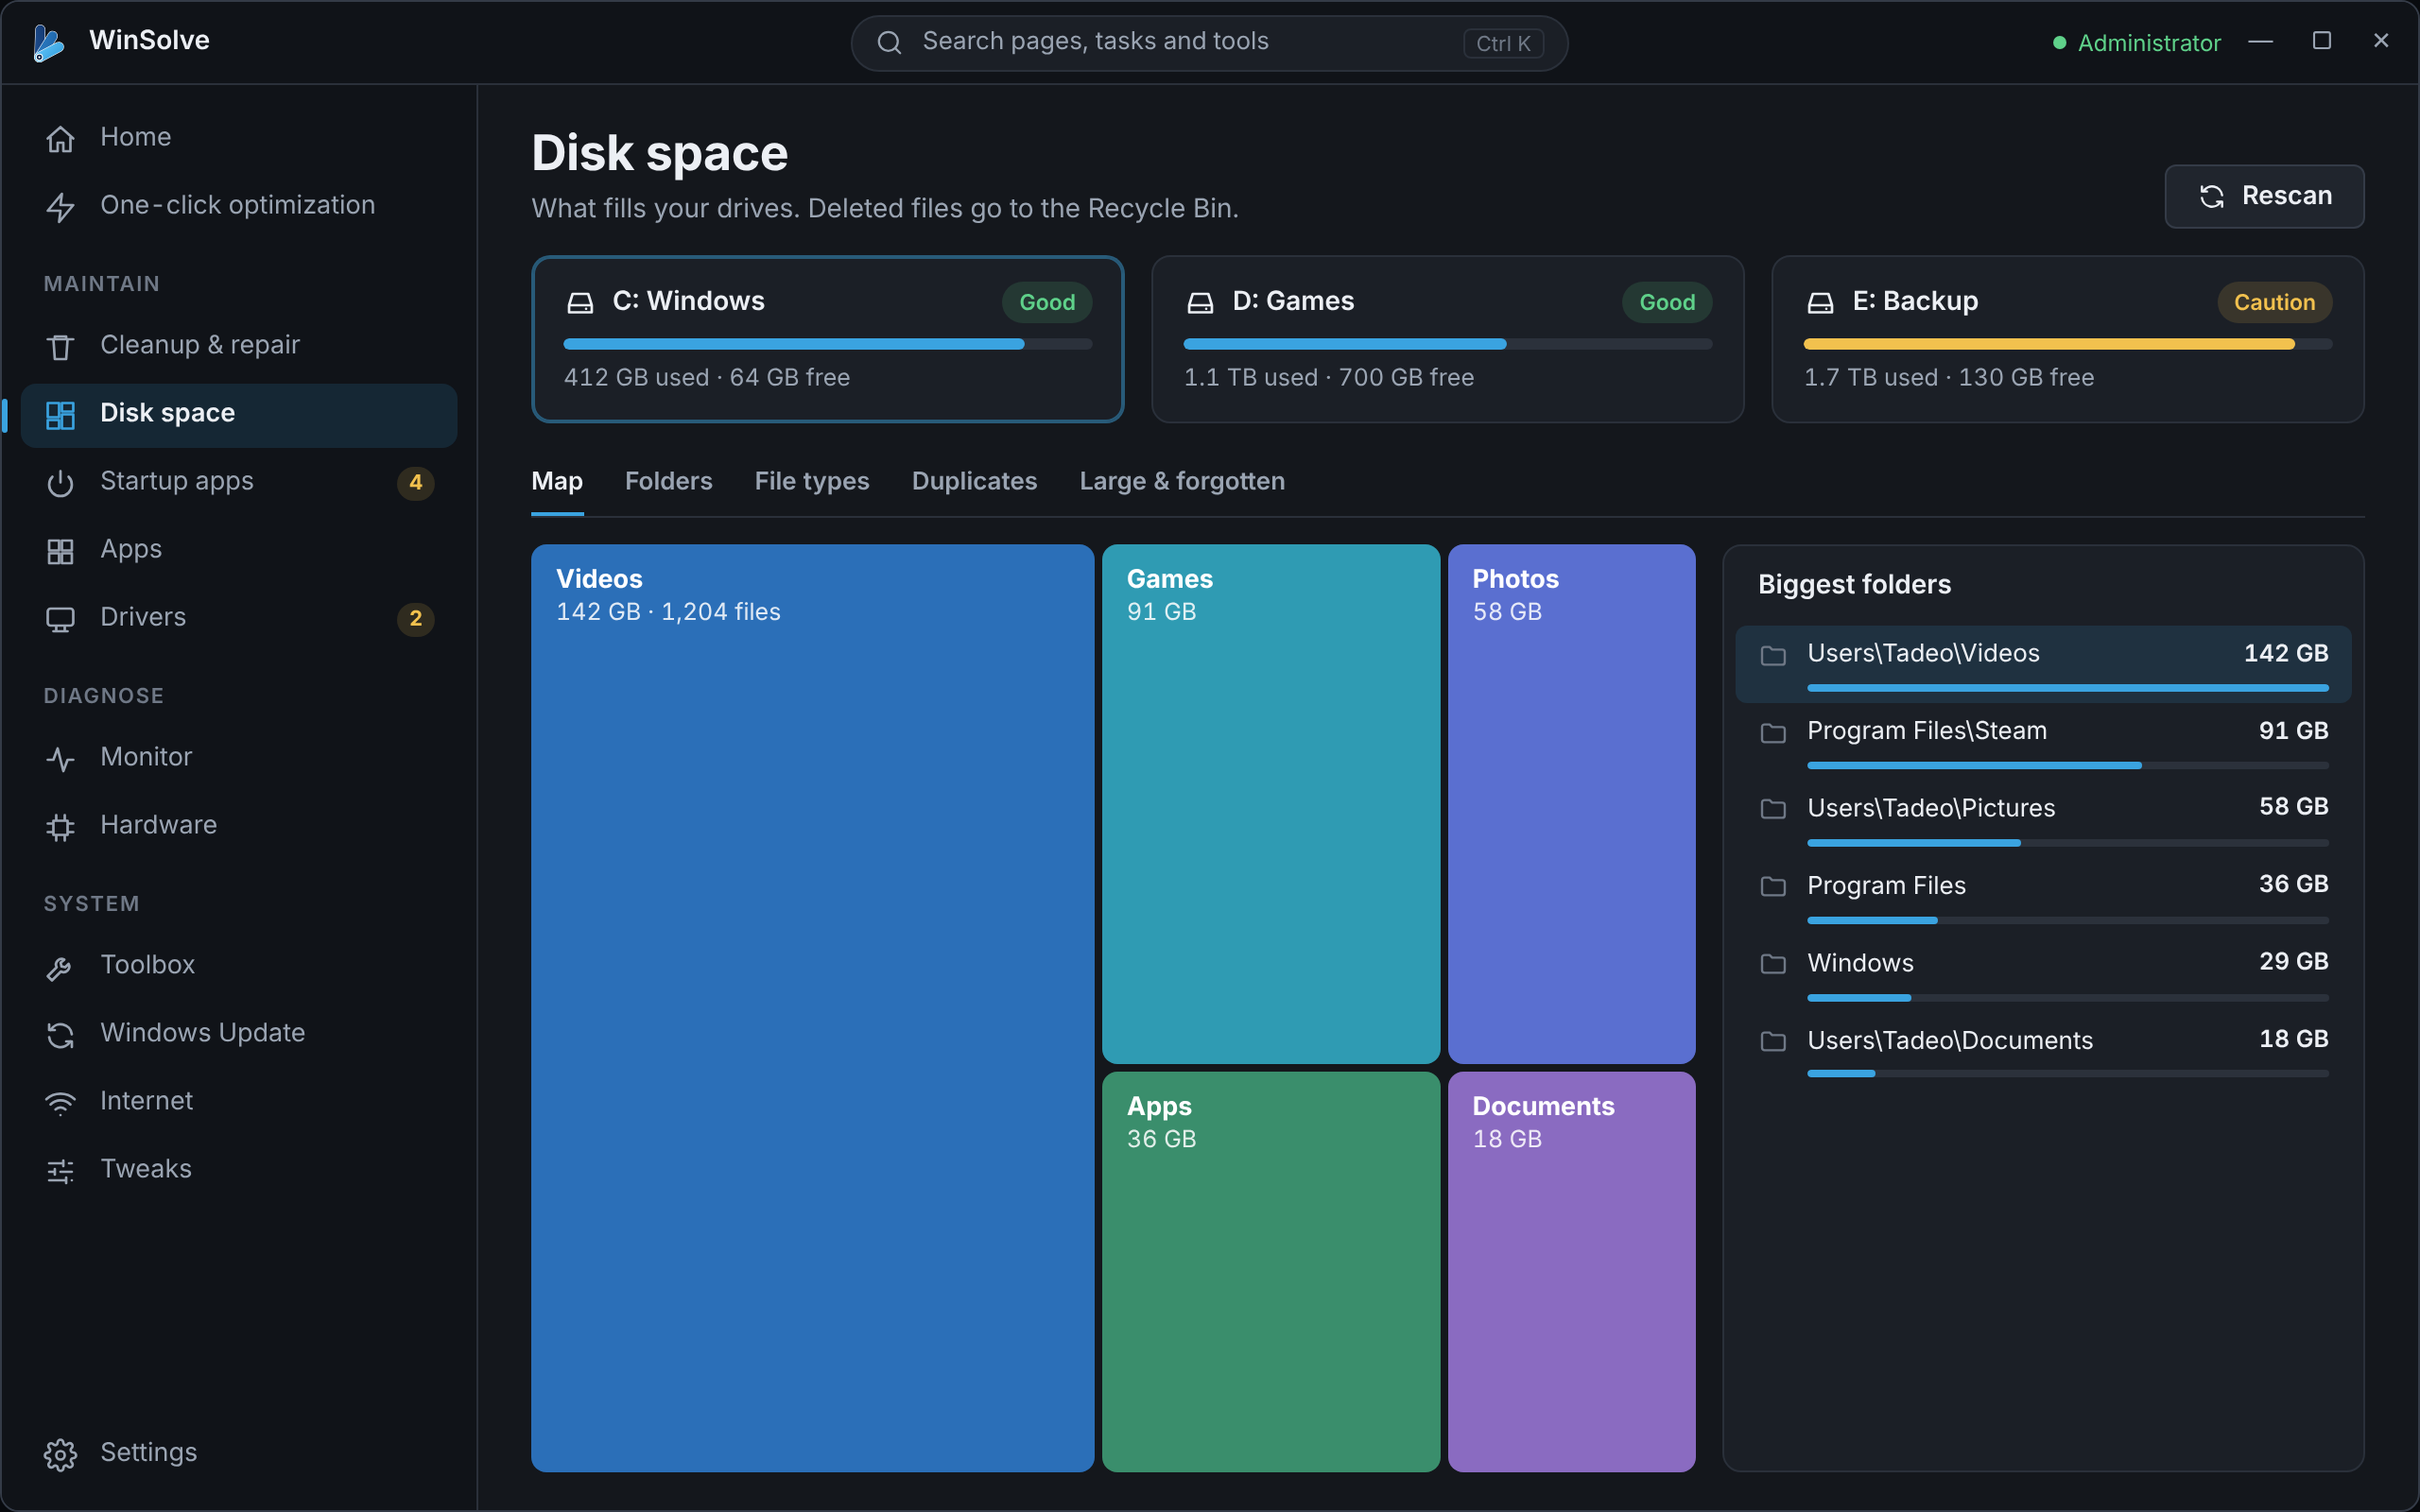 WinSolve
Search pages, tasks and tools
Ctrl K
Administrator
Home
One-click optimization
MAINTAIN
Cleanup & repair
Disk space
Startup apps
4
Apps
Drivers
2
DIAGNOSE
Monitor
Hardware
SYSTEM
Toolbox
Windows Update
Internet
Tweaks
Settings
Disk space
What fills your drives. Deleted files go to the Recycle Bin.
Rescan
C: Windows
Good
412 GB used · 64 GB free
D: Games
Good
1.1 TB used · 700 GB free
E: Backup
Caution
1.7 TB used · 130 GB free
Map
Folders
File types
Duplicates
Large & forgotten
Videos
142 GB · 1,204 files
Games
91 GB
Photos
58 GB
Apps
36 GB
Documents
18 GB
Biggest folders
Users\Tadeo\Videos
142 GB
Program Files\Steam
91 GB
Users\Tadeo\Pictures
58 GB
Program Files
36 GB
Windows
29 GB
Users\Tadeo\Documents
18 GB